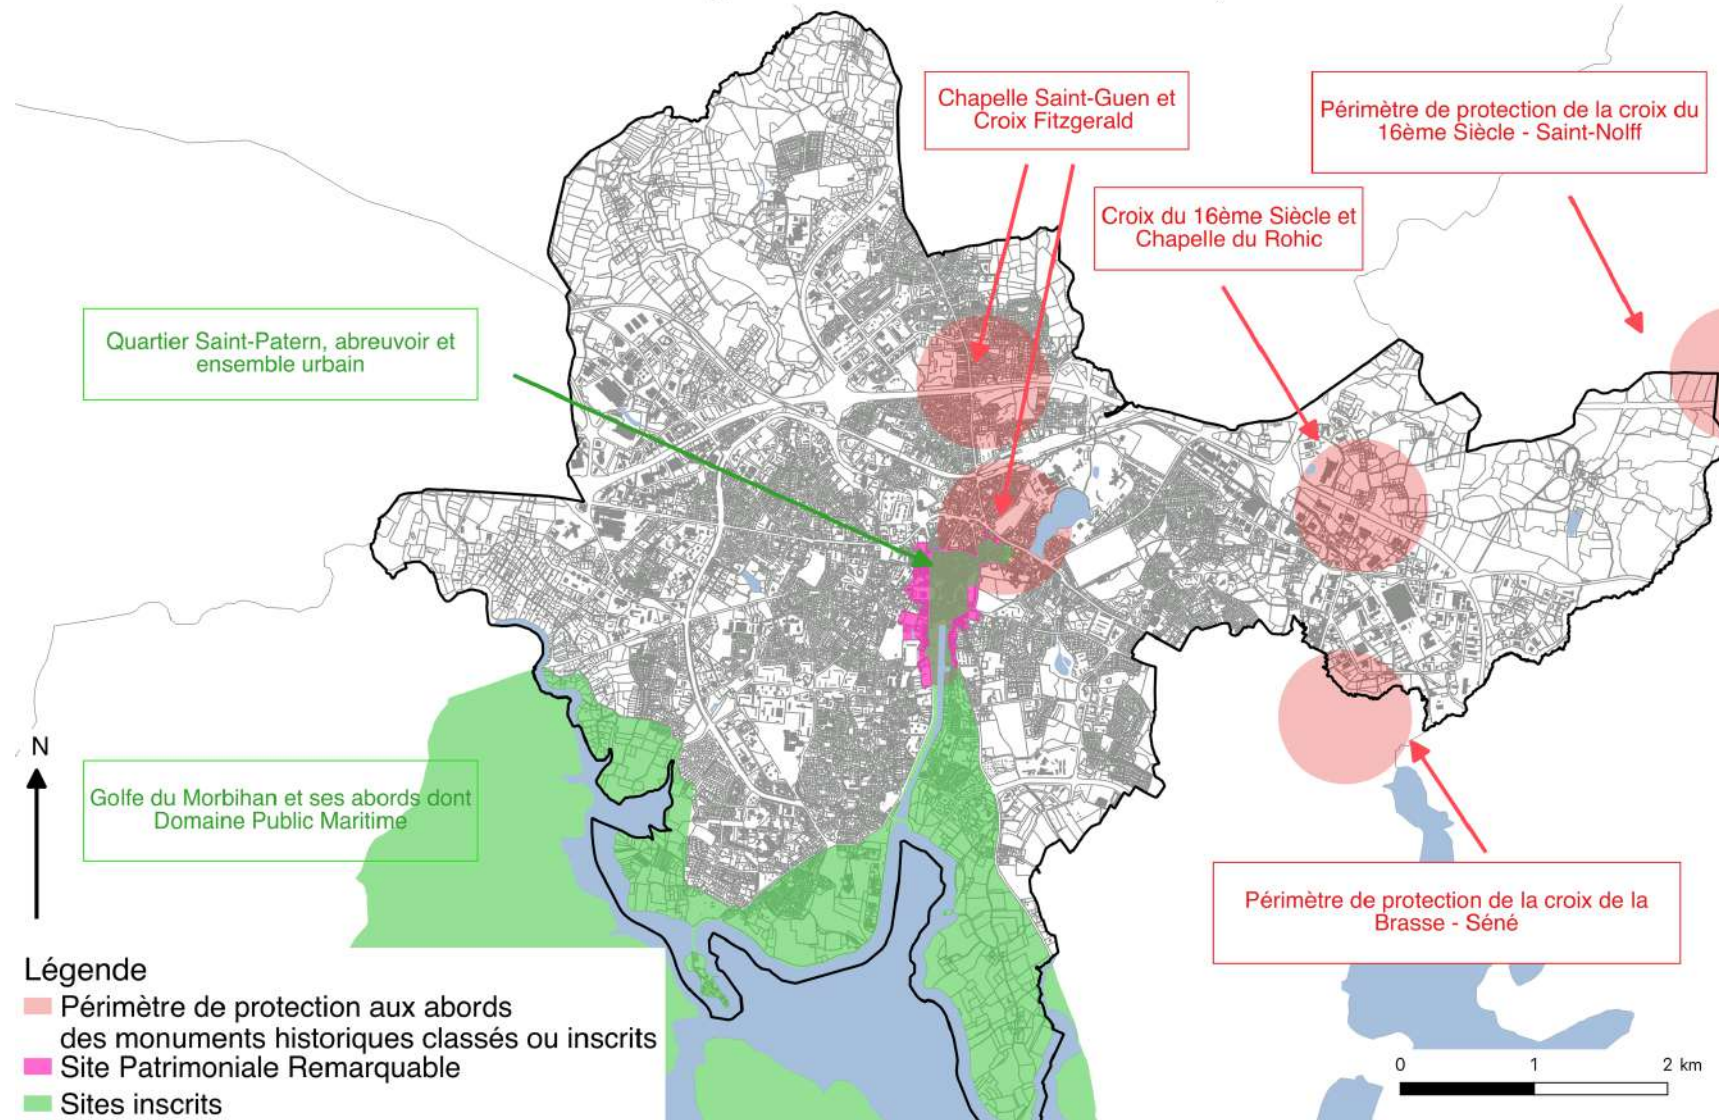 Chapelle Saint-Guen et
Croix Fitzgerald
Périmètre de protection de la croix du
16ème Siècle - Saint-Nolff
Croix du 16ème Siècle et
Chapelle du Rohic
Quartier Saint-Patern, abreuvoir et
ensemble urbain
N
Golfe du Morbihan et ses abords dont
Domaine Public Maritime
Périmètre de protection de la croix de la
Brasse - Séné
Légende
Périmètre de protection aux abords
des monuments historiques classés ou inscrits
Site Patrimoniale Remarquable
Sites inscrits
0 1 2 km